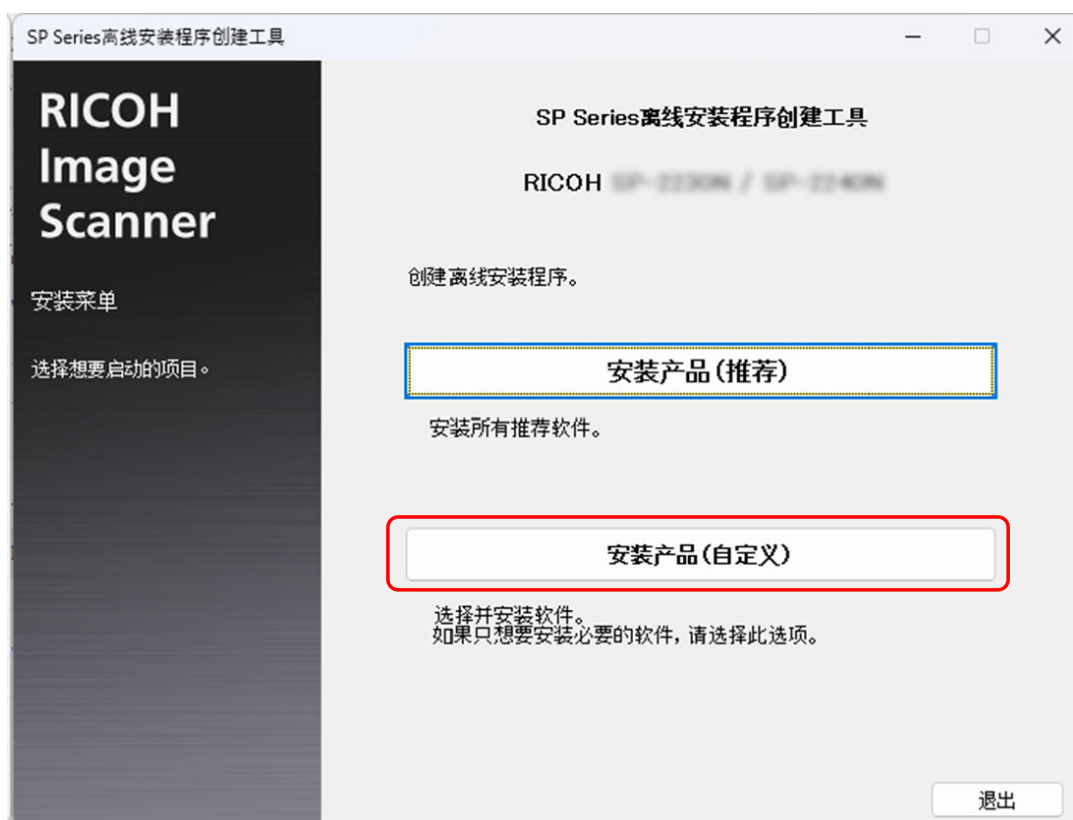 SP Series离线安装程序创建工具
RICOH
Image
Scanner
安装菜单
选择想要启动的项目。
SP Series离线安装程序创建工具
RICOH
创建离线安装程序。
安装产品(推荐)
安装所有推荐软件。
安装产品(自定义)
选择并安装软件。
如果只想要安装必要的软件, 请选择此选项。
退出